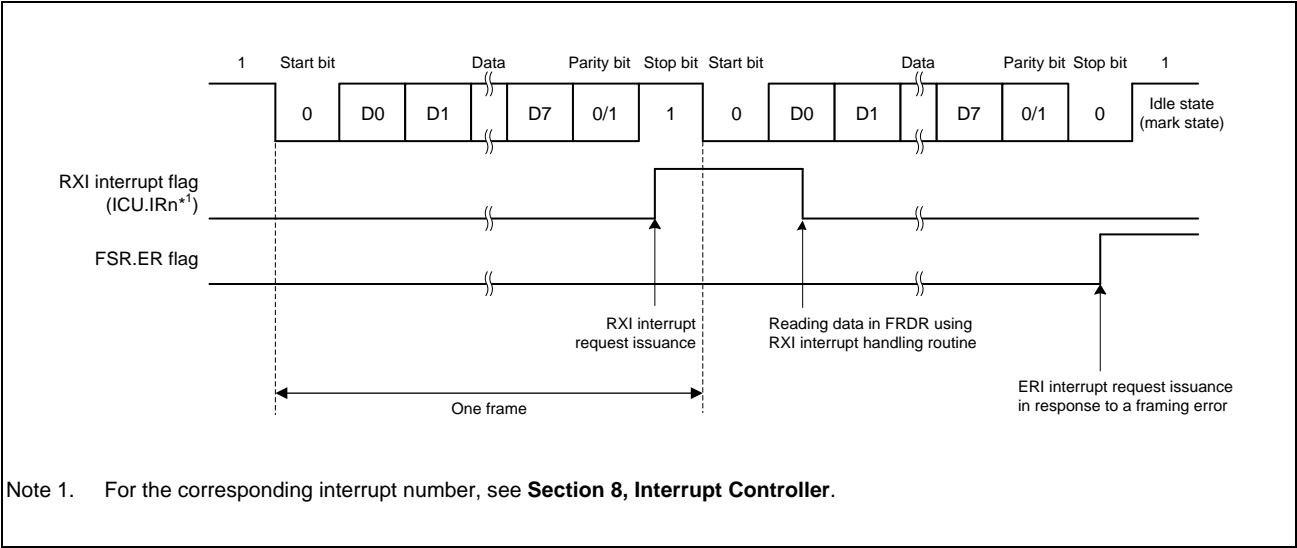 1 Start bit Data Parity bit Stop bit Start bit Data Parity bit Stop bit 1
0 D0 D1 D7 0/1 1 0 D0 D1 D7 0/1 0
Idle state
(mark state)
RXI interrupt flag
(ICU.IRn*1)
FSR.ER flag
RXI interrupt
request issuance
Reading data in FRDR using
RXI interrupt handling routine
ERI interrupt request issuance
in response to a framing error
One frame
Note 1. For the corresponding interrupt number, see Section 8, Interrupt Controller.